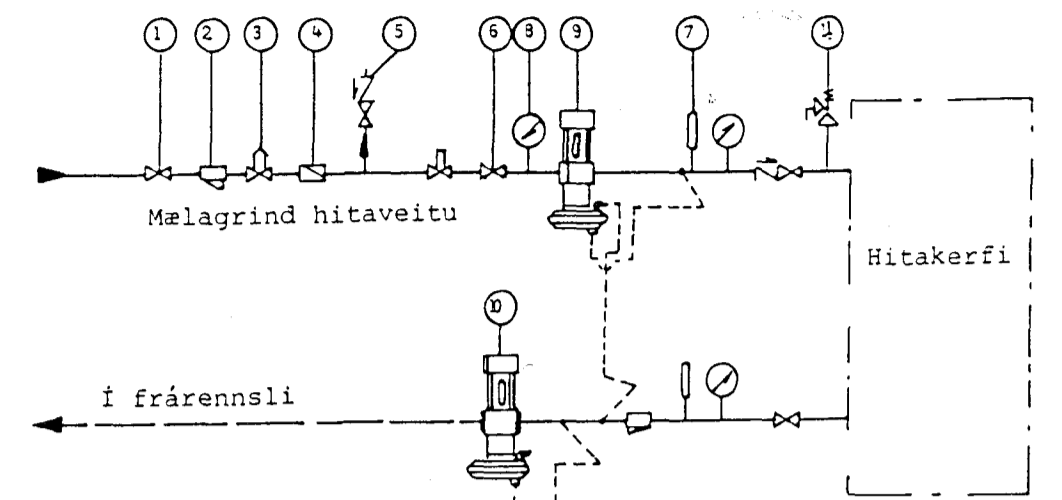 1 2 3 4 5 6 8 9 7 11
Mælagrind hitaveitu
Hitakerfi
10
Í frárennsli